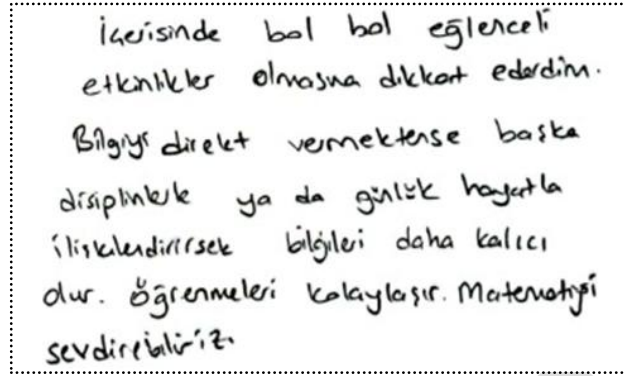 İçerisinde bol bol eğlenceli
etkinlikler olmasına dikkat ederdim.
Bilgiyi direkt vermektense başka
disiplinlerle ya da günlük hayatla
ilişkilendirirsek bilgileri daha kalıcı
olur. Öğrenmeleri kolaylaşır. Matematiği
sevdirebiliriz.